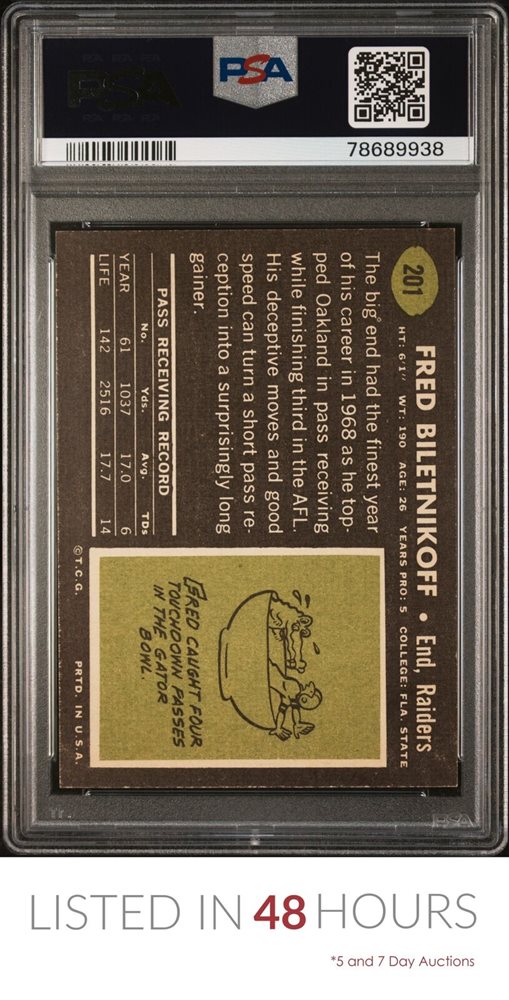 PSA
PSA
78689938
201
FRED BILETNIKOFF • End, Raiders
HT: 6'1" WT: 190 AGE: 26 YEARS PRO: 5 COLLEGE: FLA. STATE
The big end had the finest year
of his career in 1968 as he top-
ped Oakland in pass receiving
while finishing third in the AFL.
His deceptive moves and good
speed can turn a short pass re-
ception into a surprisingly long
gainer.
PASS RECEIVING RECORD
No. Yds. Avg. TDs
YEAR 61 1037 17.0 6
LIFE 142 2516 17.7 14
FRED CAUGHT FOUR
TOUCHDOWN PASSES
IN THE GATOR
BOWL.
©T.C.G. PRTD. IN U.S.A.
PSA
LISTED IN 48 HOURS
*5 and 7 Day Auctions